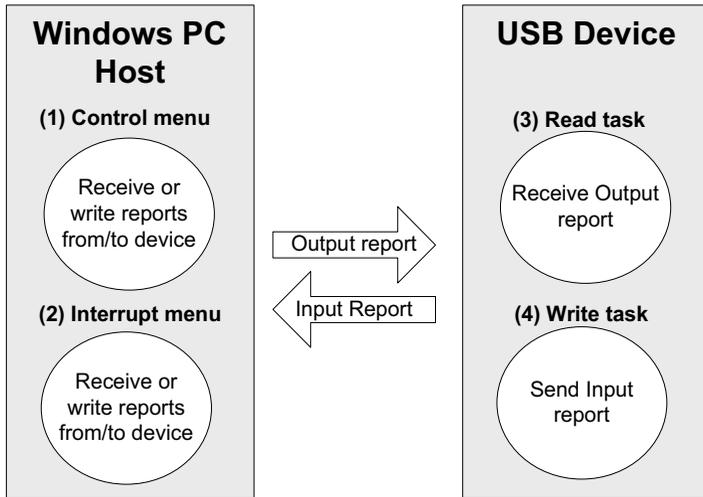 Windows PC
Host
(1) Control menu
Receive or
write reports
from/to device
(2) Interrupt menu
Receive or
write reports
from/to device
Output report
Input Report
USB Device
(3) Read task
Receive Output
report
(4) Write task
Send Input
report